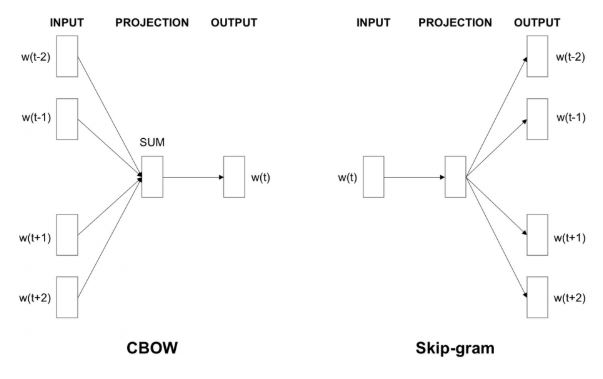 INPUT PROJECTION OUTPUT
w(t-2)
w(t-1)
SUM
w(t)
w(t+1)
w(t+2)
CBOW
INPUT PROJECTION OUTPUT
w(t-2)
w(t-1)
w(t)
w(t+1)
w(t+2)
Skip-gram